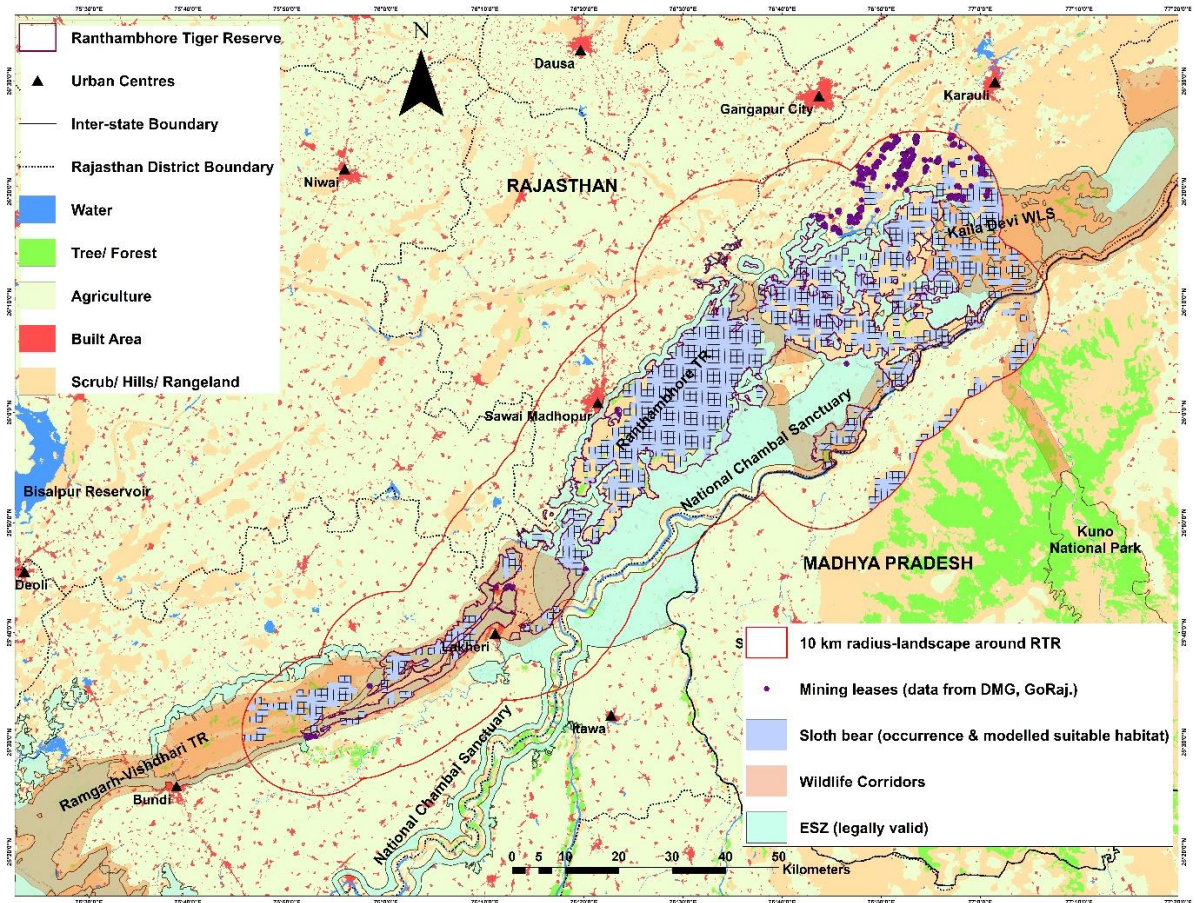 Ranthambhore Tiger Reserve
Urban Centres
Inter-state Boundary
Rajasthan District Boundary
Water
Tree/ Forest
Agriculture
Built Area
Scrub/ Hills/ Rangeland
N
Dausa
Gangapur City
Karauli
Niwai
RAJASTHAN
Kaila Devi WLS
Sawai Madhopur
Ranthambhore TR
National Chambal Sanctuary
Bisalpur Reservoir
Kuno
National Park
MADHYA PRADESH
Deoli
Lakheri
Itawa
Ramgarh-Vishdhari TR
Bundi
National Chambal Sanctuary
S
10 km radius-landscape around RTR
Mining leases (data from DMG, GoRaj.)
Sloth bear (occurrence & modelled suitable habitat)
Wildlife Corridors
ESZ (legally valid)
0 5 10 20 30 40 50
Kilometers